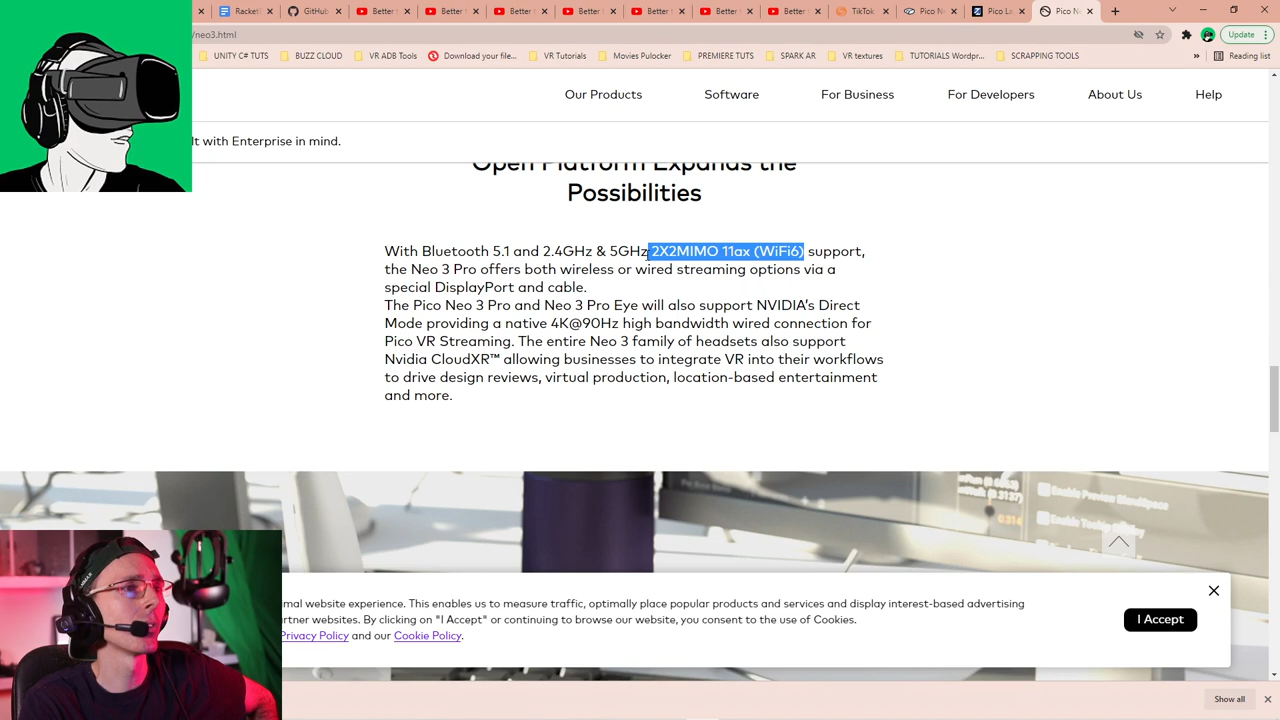 Racketl
GitHub
Better
Better
Better
Better
TikTok
Pico Ne
Pico La
Pico Ne
/neo3.html
Update
UNITY C# TUTS
BUZZ CLOUD
VR ADB Tools
Download your file...
VR Tutorials
Movies Pulocker
PREMIERE TUTS
SPARK AR
VR textures
TUTORIALS Wordpr...
SCRAPPING TOOLS
»
Reading list
Our Products
Software
For Business
For Developers
About Us
Help
lt with Enterprise in mind.
Open Platform Expands the
Possibilities
With Bluetooth 5.1 and 2.4GHz & 5GHz 2X2MIMO 11ax (WiFi6) support,
the Neo 3 Pro offers both wireless or wired streaming options via a
special DisplayPort and cable.
The Pico Neo 3 Pro and Neo 3 Pro Eye will also support NVIDIA’s Direct
Mode providing a native 4K@90Hz high bandwidth wired connection for
Pico VR Streaming. The entire Neo 3 family of headsets also support
Nvidia CloudXR™ allowing businesses to integrate VR into their workflows
to drive design reviews, virtual production, location-based entertainment
and more.
imal website experience. This enables us to measure traffic, optimally place popular products and services and display interest-based advertising
artner websites. By clicking on "I Accept" or continuing to browse our website, you consent to the use of Cookies.
Privacy Policy and our Cookie Policy.
I Accept
Show all